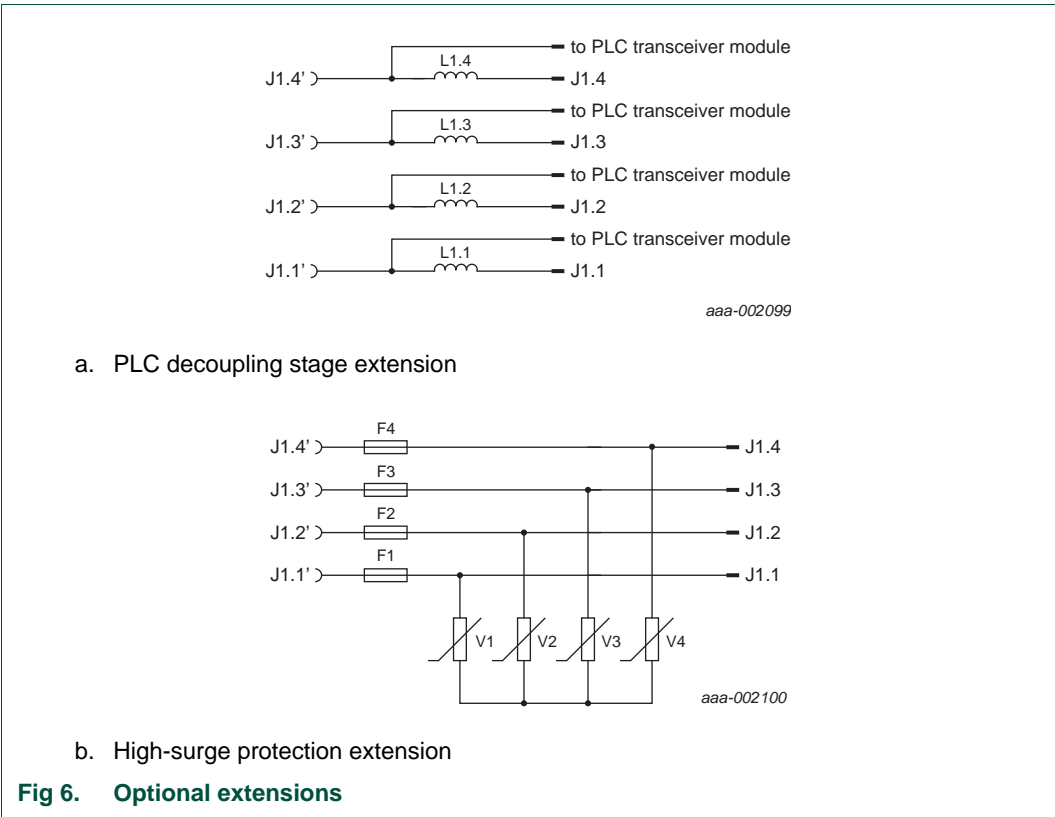 to PLC transceiver module
L1.4
J1.4' J1.4
to PLC transceiver module
L1.3
J1.3' J1.3
to PLC transceiver module
L1.2
J1.2' J1.2
to PLC transceiver module
L1.1
J1.1' J1.1
aaa-002099
a. PLC decoupling stage extension
F4
J1.4' J1.4
F3
J1.3' J1.3
F2
J1.2' J1.2
F1
J1.1' J1.1
V1 V2 V3 V4
aaa-002100
b. High-surge protection extension
Fig 6. Optional extensions